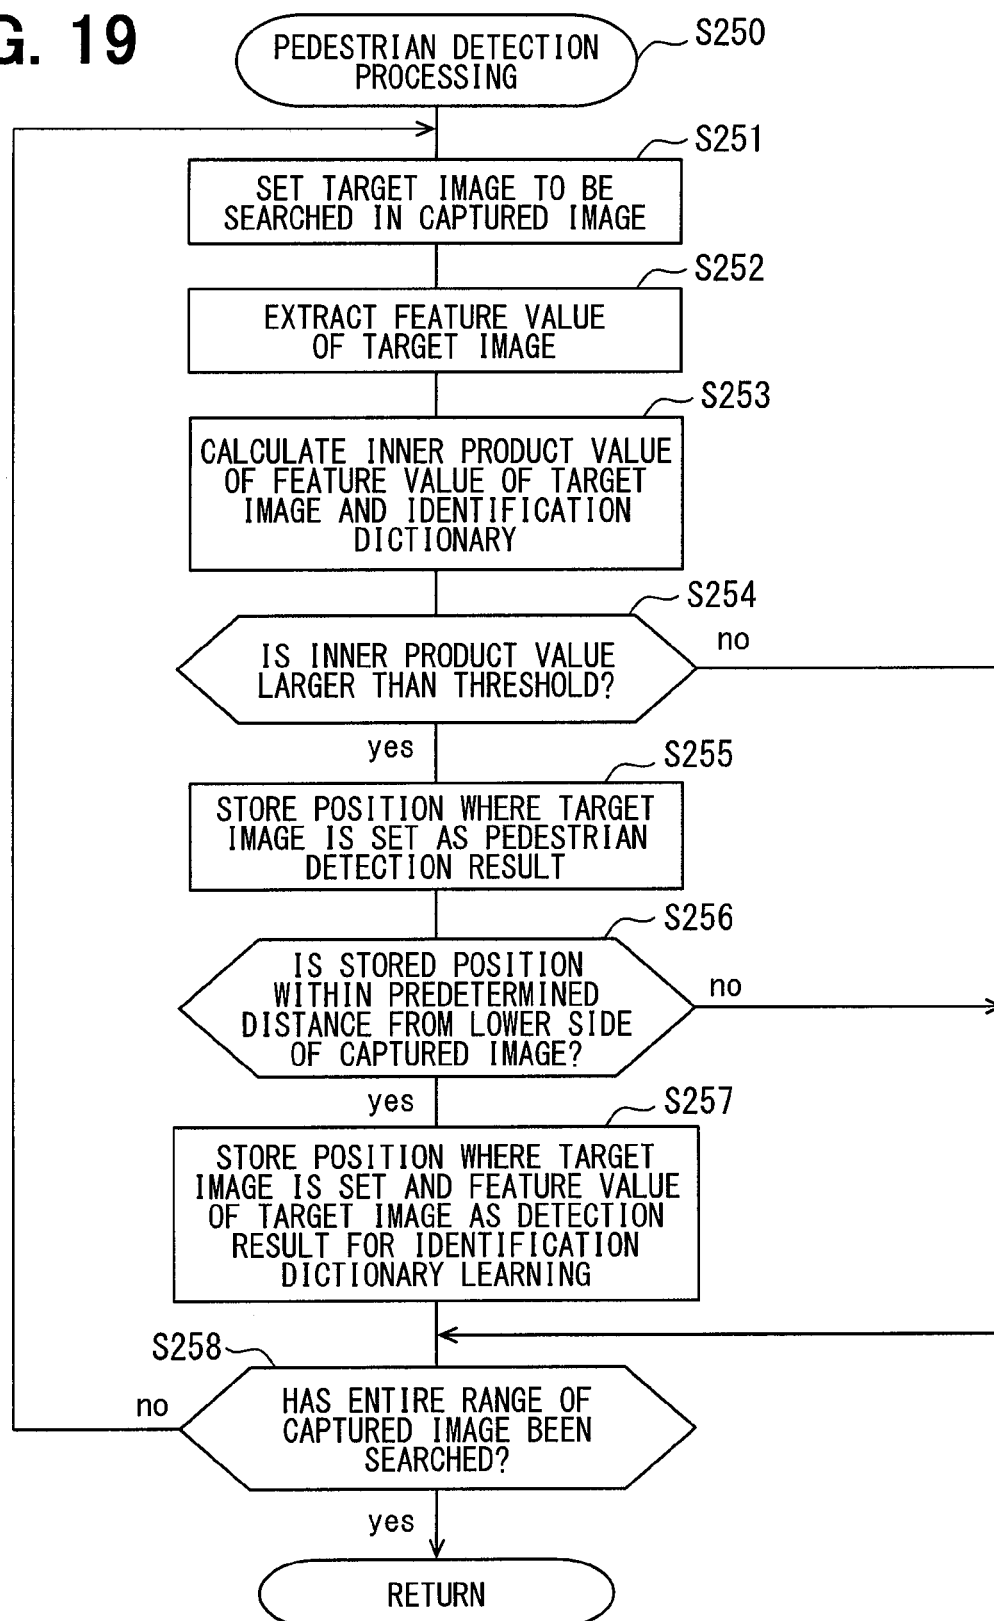 G. 19
PEDESTRIAN DETECTION
PROCESSING
S250
S251
SET TARGET IMAGE TO BE
SEARCHED IN CAPTURED IMAGE
S252
EXTRACT FEATURE VALUE
OF TARGET IMAGE
S253
CALCULATE INNER PRODUCT VALUE
OF FEATURE VALUE OF TARGET
IMAGE AND IDENTIFICATION
DICTIONARY
S254
IS INNER PRODUCT VALUE
LARGER THAN THRESHOLD?
no
yes
S255
STORE POSITION WHERE TARGET
IMAGE IS SET AS PEDESTRIAN
DETECTION RESULT
S256
IS STORED POSITION
WITHIN PREDETERMINED
DISTANCE FROM LOWER SIDE
OF CAPTURED IMAGE?
no
yes
S257
STORE POSITION WHERE TARGET
IMAGE IS SET AND FEATURE VALUE
OF TARGET IMAGE AS DETECTION
RESULT FOR IDENTIFICATION
DICTIONARY LEARNING
S258
HAS ENTIRE RANGE OF
CAPTURED IMAGE BEEN
SEARCHED?
no
yes
RETURN